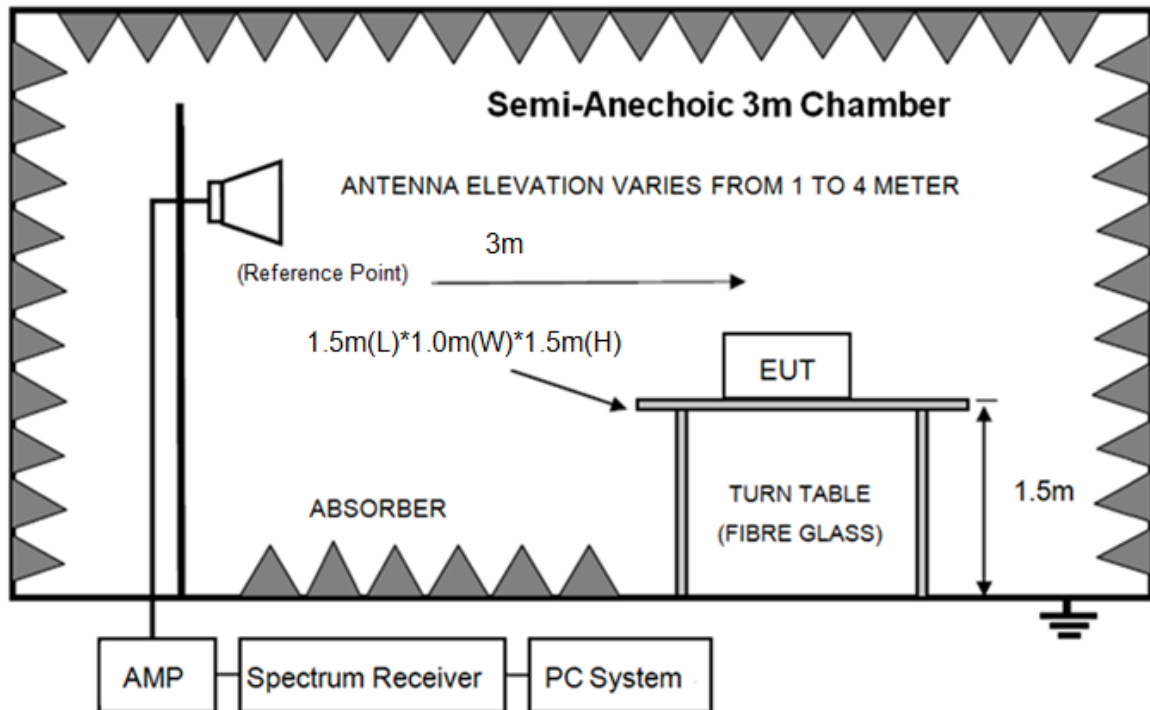 Semi-Anechoic 3m Chamber
ANTENNA ELEVATION VARIES FROM 1 TO 4 METER
3m
(Reference Point)
1.5m(L)*1.0m(W)*1.5m(H)
EUT
1.5m
TURN TABLE
(FIBRE GLASS)
ABSORBER
AMP
Spectrum Receiver
PC System